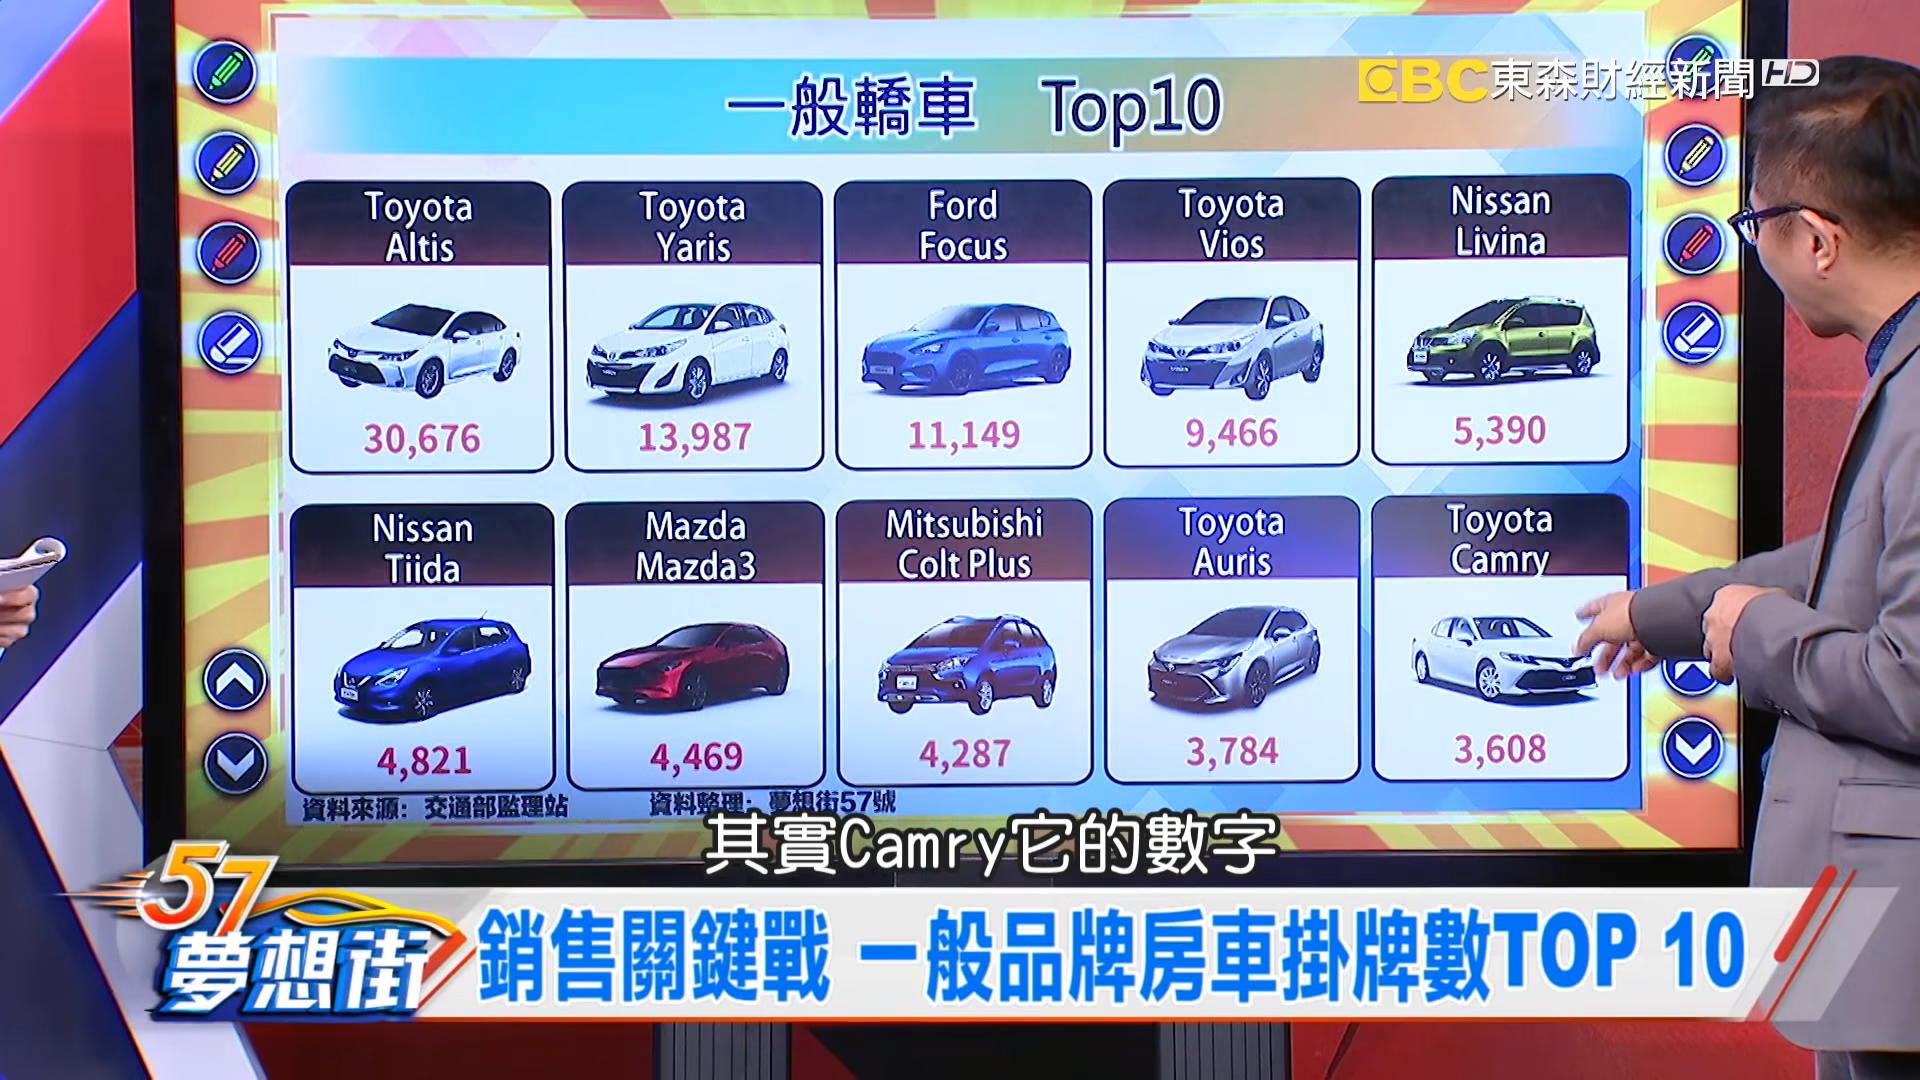 EBC東森財經新聞HD
一般轎車 Top10
Toyota
Altis
30,676
Toyota
Yaris
13,987
Ford
Focus
11,149
Toyota
Vios
9,466
Nissan
Livina
5,390
Nissan
Tiida
4,821
Mazda
Mazda3
4,469
Mitsubishi
Colt Plus
4,287
Toyota
Auris
3,784
Toyota
Camry
3,608
資料來源: 交通部監理站 資料整理: 夢想街57號
其實Camry它的數字
57
夢想街
銷售關鍵戰 一般品牌房車掛牌數TOP 10